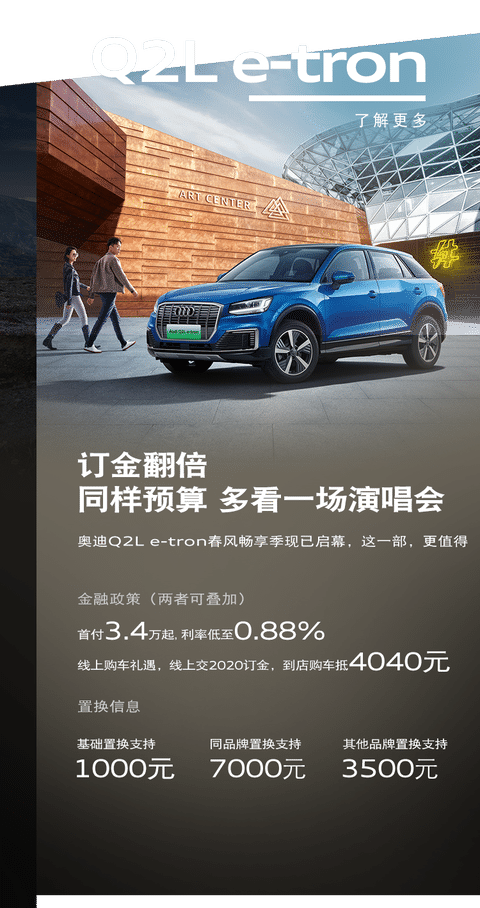 Q2L e-tron
了解更多
ART CENTER
Audi Q2L e-tron
订金翻倍
同样预算 多看一场演唱会
奥迪Q2L e-tron春风畅享季现已启幕，这一部，更值得
金融政策（两者可叠加）
首付3.4万起, 利率低至0.88%
线上购车礼遇，线上交2020订金，到店购车抵4040元
置换信息
基础置换支持 同品牌置换支持 其他品牌置换支持
1000元 7000元 3500元